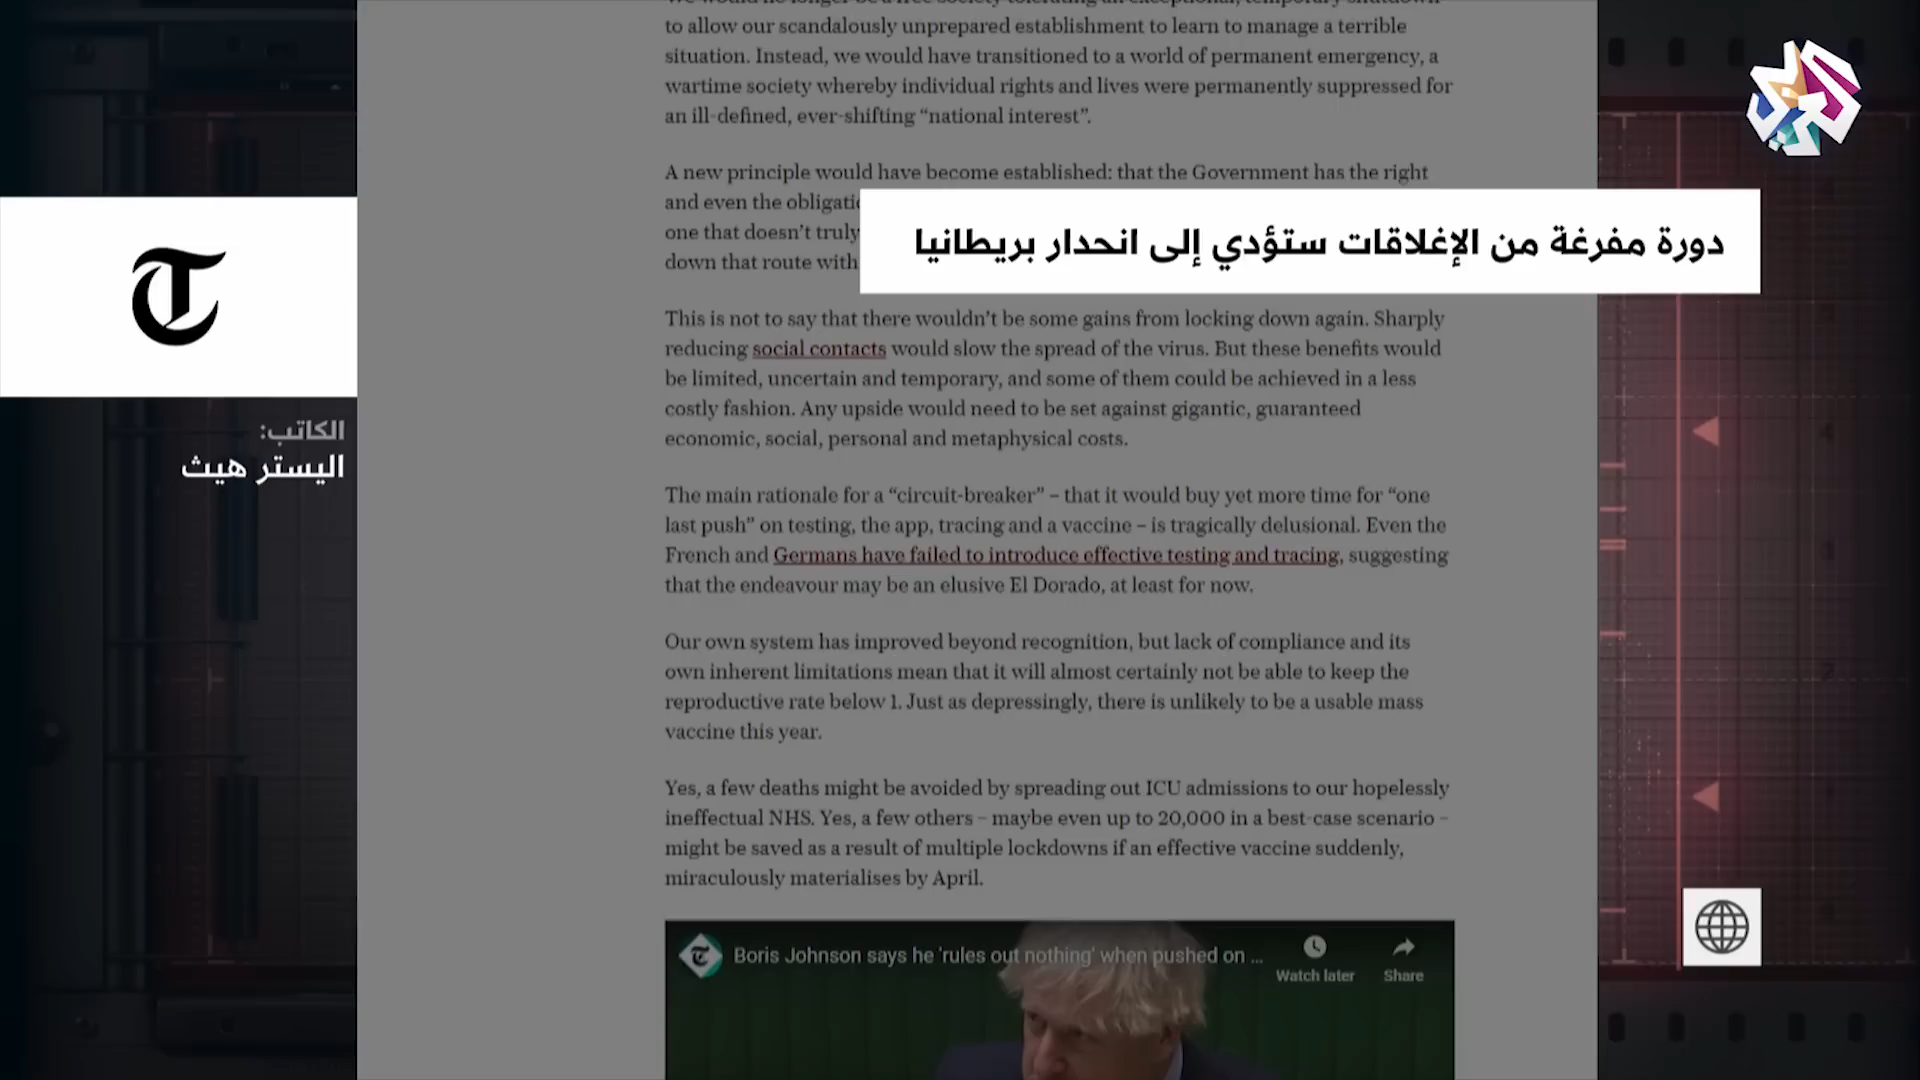 to allow our scandalously unprepared establishment to learn to manage a terrible
situation. Instead, we would have transitioned to a world of permanent emergency, a
wartime society whereby individual rights and lives were permanently suppressed for
an ill-defined, ever-shifting “national interest”.
A new principle would have become established: that the Government has the right
and even the
one that doesn’t truly
down that route with
دورة مفرغة من الإغلاقات ستؤدي إلى انحدار بريطانيا
This is not to say that there wouldn’t be some gains from locking down again. Sharply
reducing social contacts would slow the spread of the virus. But these benefits would
be limited, uncertain and temporary, and some of them could be achieved in a less
costly fashion. Any upside would need to be set against gigantic, guaranteed
economic, social, personal and metaphysical costs.
The main rationale for a “circuit-breaker” – that it would buy yet more time for “one
last push” on testing, the app, tracing and a vaccine – is tragically delusional. Even the
French and Germans have failed to introduce effective testing and tracing, suggesting
that the endeavour may be an elusive El Dorado, at least for now.
Our own system has improved beyond recognition, but lack of compliance and its
own inherent limitations mean that it will almost certainly not be able to keep the
reproductive rate below 1. Just as depressingly, there is unlikely to be a usable mass
vaccine this year.
Yes, a few deaths might be avoided by spreading out ICU admissions to our hopelessly
ineffectual NHS. Yes, a few others – maybe even up to 20,000 in a best-case scenario –
might be saved as a result of multiple lockdowns if an effective vaccine suddenly,
miraculously materialises by April.
Boris Johnson says he 'rules out nothing' when pushed on ...
Watch later
Share
T
الكاتب:
اليستر هيث